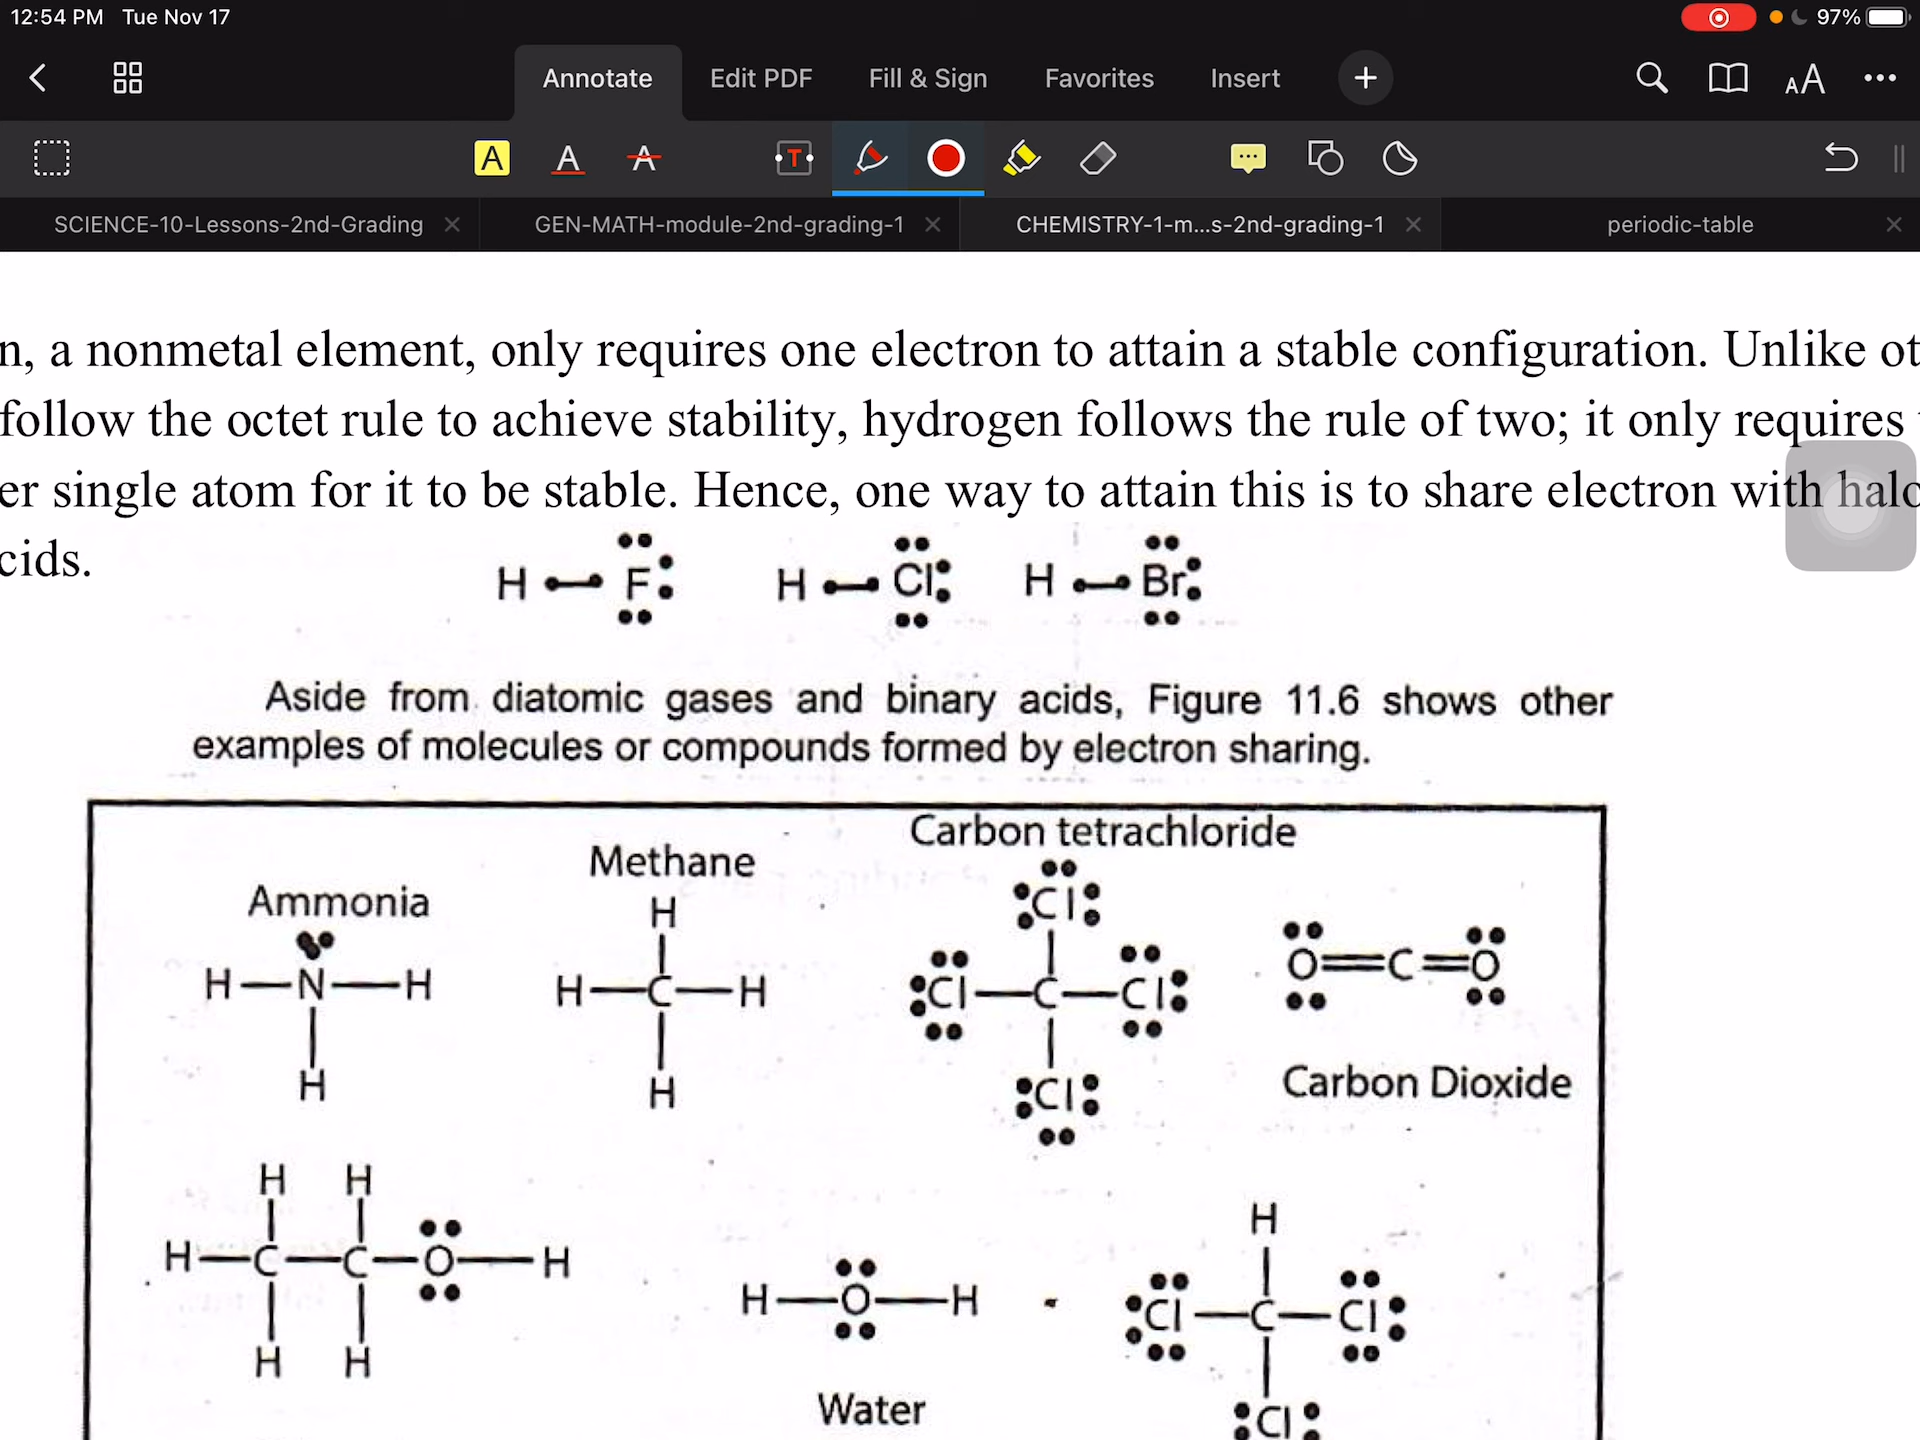 12:54 PM Tue Nov 17 97%
Annotate Edit PDF Fill & Sign Favorites Insert + AA
A A A T
SCIENCE-10-Lessons-2nd-Grading × GEN-MATH-module-2nd-grading-1 × CHEMISTRY-1-m...s-2nd-grading-1 × periodic-table ×
n, a nonmetal element, only requires one electron to attain a stable configuration. Unlike ot
follow the octet rule to achieve stability, hydrogen follows the rule of two; it only requires
er single atom for it to be stable. Hence, one way to attain this is to share electron with halo
cids.
H F H Cl H Br
Aside from diatomic gases and binary acids, Figure 11.6 shows other
examples of molecules or compounds formed by electron sharing.
Carbon tetrachloride
Methane
Ammonia
H Cl
H—N—H H—C—H Cl—C—Cl O=C=O
H H Cl
Carbon Dioxide
H H H
H—C—C—O—H H—O—H Cl—C—Cl
H H
Water Cl